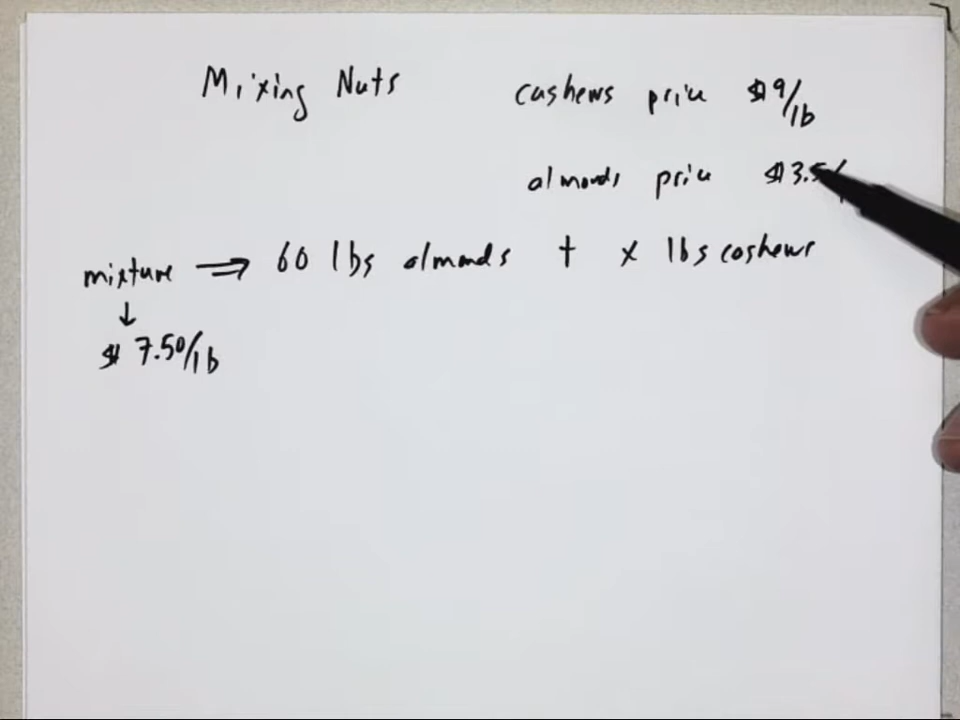 Mixing Nuts
cashews price $9/lb
almonds price $3.5
mixture ⇒ 60 lbs almonds + x lbs cashews
↓
$ 7.50/lb